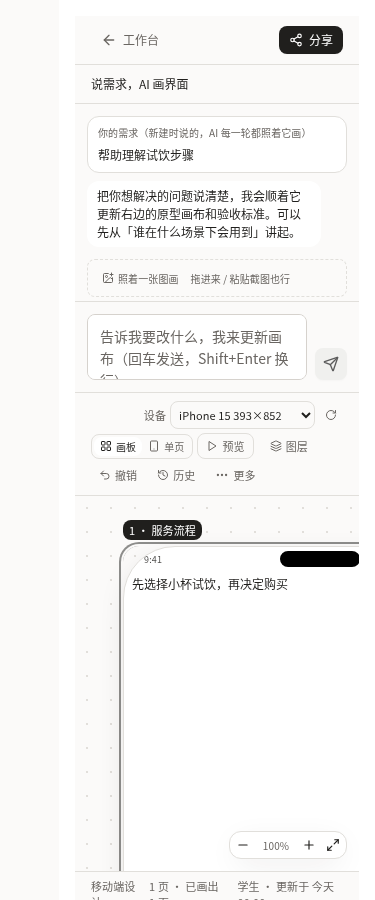 工作台
分享
说需求，AI 画界面
你的需求（新建时说的，AI 每一轮都照着它画）
帮助理解试饮步骤
把你想解决的问题说清楚，我会顺着它
更新右边的原型画布和验收标准。可以
先从「谁在什么场景下会用到」讲起。
照着一张图画 拖进来 / 粘贴截图也行
告诉我要改什么，我来更新画
布（回车发送，Shift+Enter 换
设备 iPhone 15 393×852
画板 单页 预览 图层
撤销 历史 更多
1 · 服务流程
9:41
先选择小杯试饮，再决定购买
100%
移动端设 1 页 · 已画出 学生 · 更新于 今天